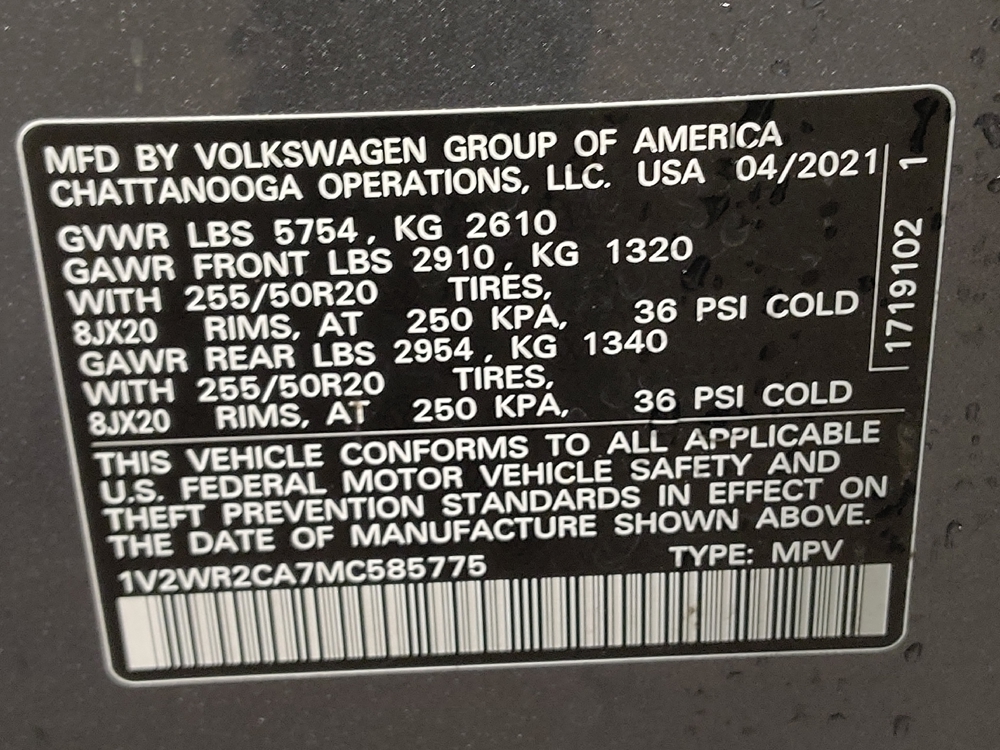 MFD BY VOLKSWAGEN GROUP OF AMERICA
CHATTANOOGA OPERATIONS, LLC. USA 04/2021
GVWR LBS 5754, KG 2610
GAWR FRONT LBS 2910, KG 1320
WITH 255/50R20 TIRES,
8JX20 RIMS, AT 250 KPA, 36 PSI COLD
GAWR REAR LBS 2954, KG 1340
WITH 255/50R20 TIRES,
8JX20 RIMS, AT 250 KPA, 36 PSI COLD
THIS VEHICLE CONFORMS TO ALL APPLICABLE
U.S. FEDERAL MOTOR VEHICLE SAFETY AND
THEFT PREVENTION STANDARDS IN EFFECT ON
THE DATE OF MANUFACTURE SHOWN ABOVE.
1V2WR2CA7MC585775 TYPE: MPV
1719102 1